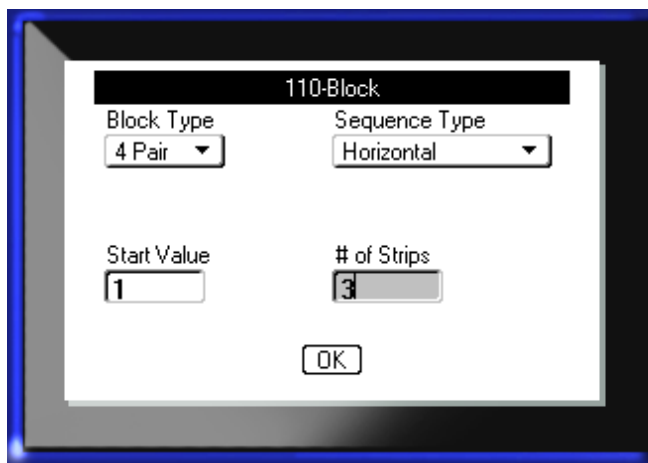 110-Block
Block Type Sequence Type
4 Pair Horizontal
Start Value # of Strips
1 3
OK